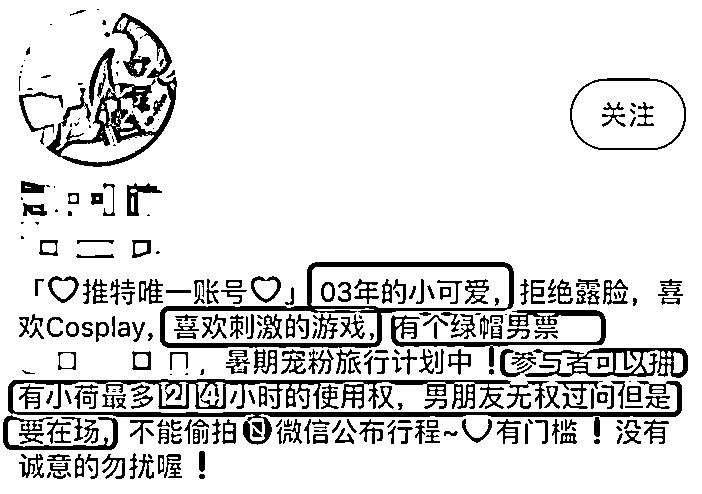 关注
「♡推特唯一账号♡」03年的小可爱，拒绝露脸，喜
欢Cosplay，喜欢刺激的游戏，有个绿帽男票
，暑期宠粉旅行计划中！参与者可以拥
有小荷最多24小时的使用权，男朋友无权过问但是
要在场，不能偷拍🅽微信公布行程~♡有门槛！没有
诚意的勿扰喔！